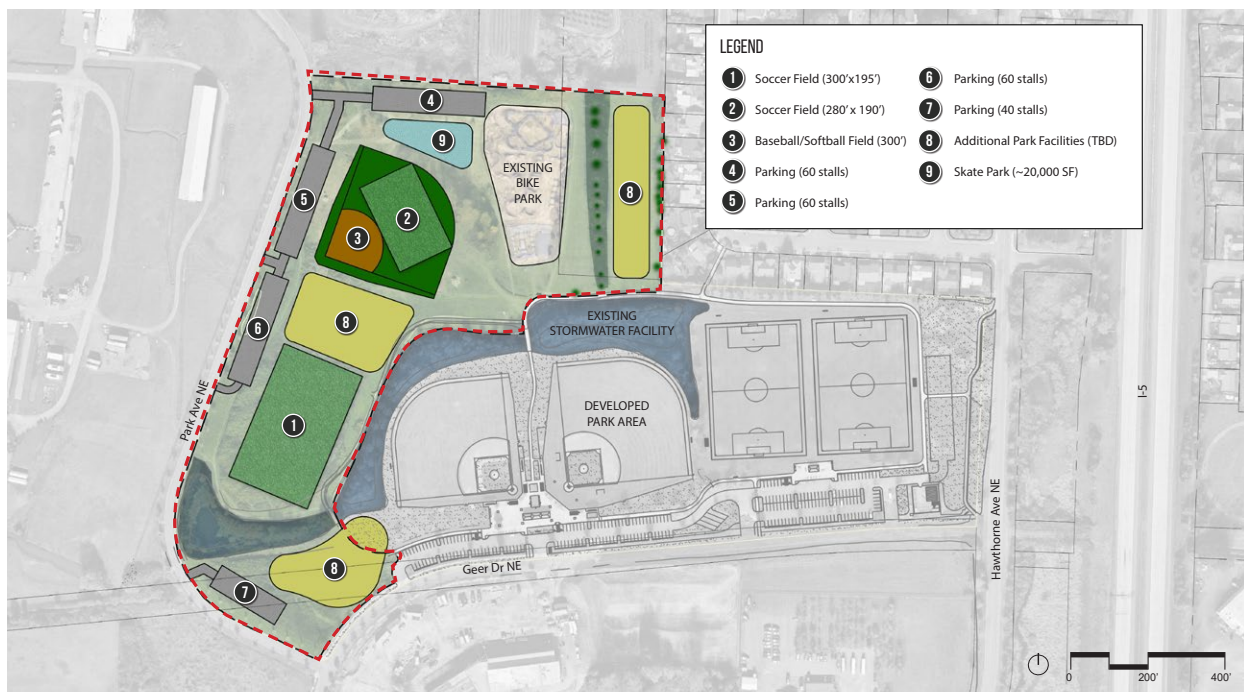 LEGEND
1 Soccer Field (300'x195')
2 Soccer Field (280' x 190')
3 Baseball/Softball Field (300')
4 Parking (60 stalls)
5 Parking (60 stalls)
6 Parking (60 stalls)
7 Parking (40 stalls)
8 Additional Park Facilities (TBD)
9 Skate Park (~20,000 SF)
4
9
EXISTING
BIKE
PARK
8
5
2
3
6
8
EXISTING
STORMWATER FACILITY
Park Ave NE
1
DEVELOPED
PARK AREA
I-5
Hawthorne Ave NE
8
Geer Dr NE
7
0
200'
400'